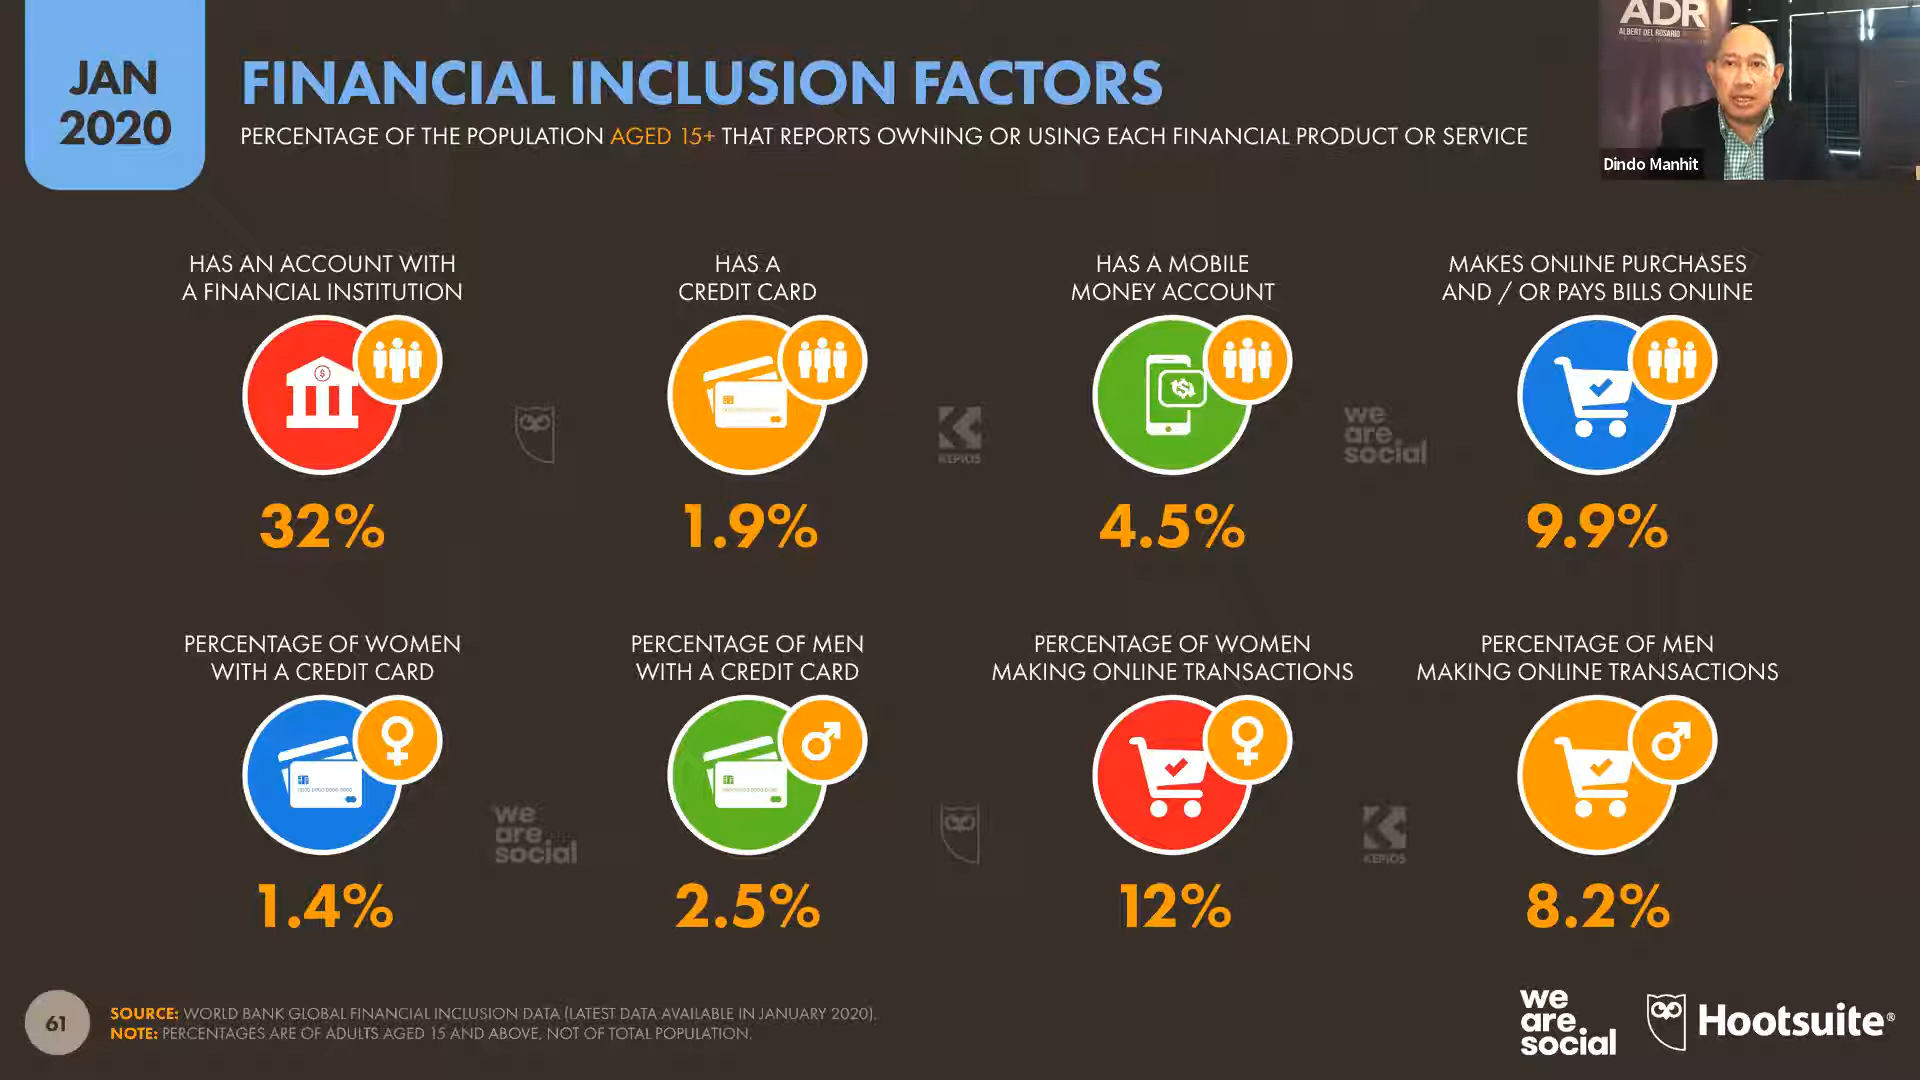 JAN
2020
FINANCIAL INCLUSION FACTORS
PERCENTAGE OF THE POPULATION AGED 15+ THAT REPORTS OWNING OR USING EACH FINANCIAL PRODUCT OR SERVICE
ADR
ALBERT DEL ROSARIO
Dindo Manhit
HAS AN ACCOUNT WITH
A FINANCIAL INSTITUTION
32%
HAS A
CREDIT CARD
1.9%
HAS A MOBILE
MONEY ACCOUNT
4.5%
MAKES ONLINE PURCHASES
AND / OR PAYS BILLS ONLINE
9.9%
KEPIOS
we
are
social
PERCENTAGE OF WOMEN
WITH A CREDIT CARD
1.4%
PERCENTAGE OF MEN
WITH A CREDIT CARD
2.5%
PERCENTAGE OF WOMEN
MAKING ONLINE TRANSACTIONS
12%
PERCENTAGE OF MEN
MAKING ONLINE TRANSACTIONS
8.2%
we
are
social
KEPIOS
61
SOURCE: WORLD BANK GLOBAL FINANCIAL INCLUSION DATA (LATEST DATA AVAILABLE IN JANUARY 2020).
NOTE: PERCENTAGES ARE OF ADULTS AGED 15 AND ABOVE, NOT OF TOTAL POPULATION.
we
are
social
Hootsuite®